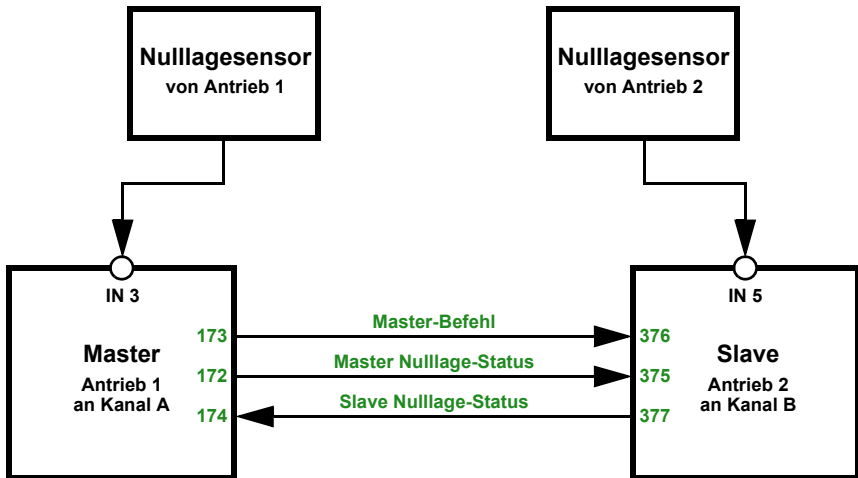 Nulllagesensor
von Antrieb 1
Nulllagesensor
von Antrieb 2
IN 3
IN 5
Master
Antrieb 1
an Kanal A
173
172
174
Master-Befehl
Master Nulllage-Status
Slave Nulllage-Status
376
375
377
Slave
Antrieb 2
an Kanal B